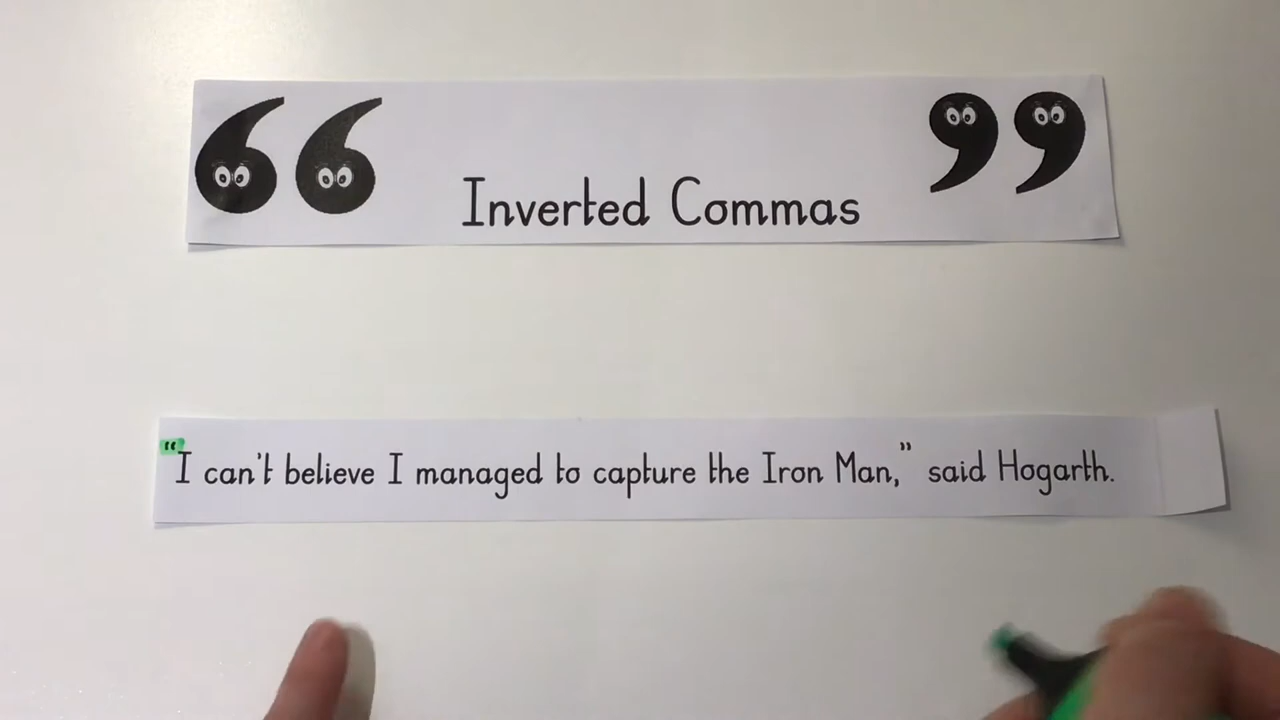 “ Inverted Commas ”
“I can't believe I managed to capture the Iron Man,” said Hogarth.